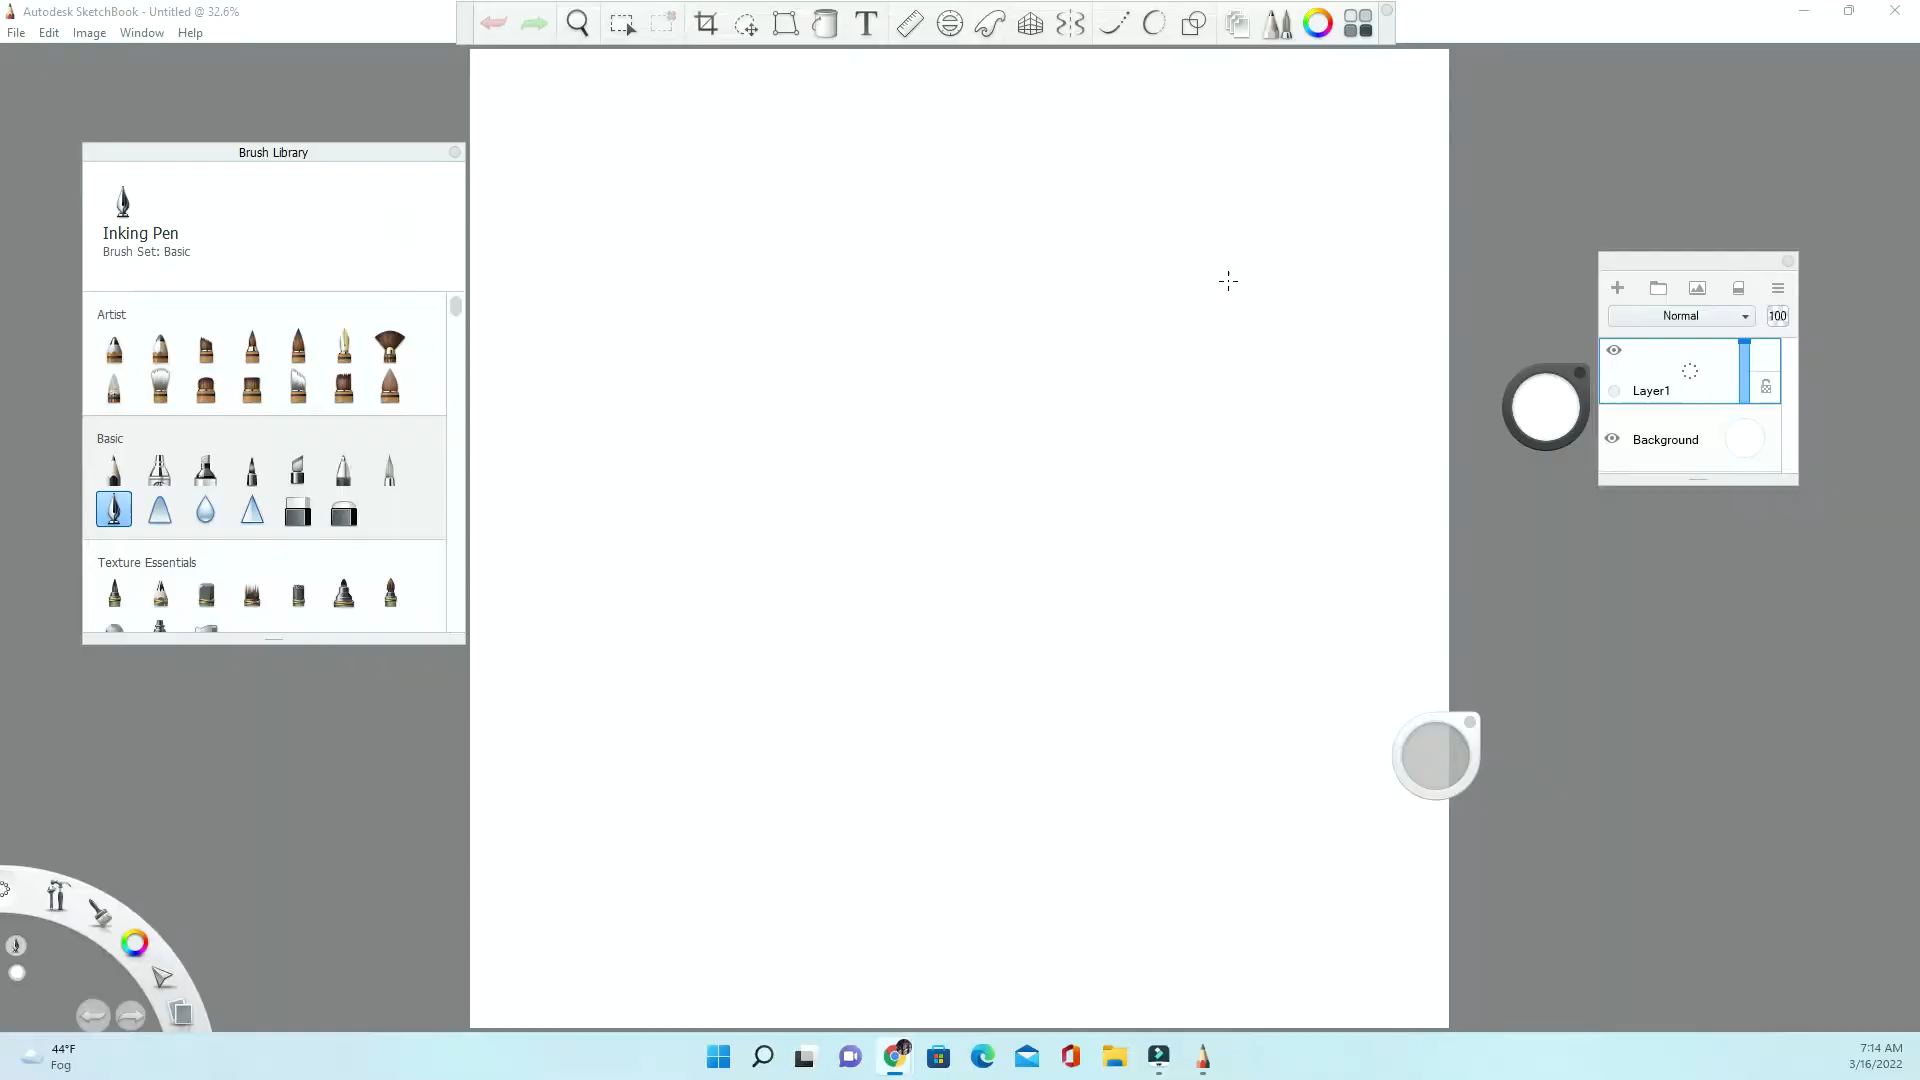 Autodesk SketchBook - Untitled @ 32.6%
File Edit Image Window Help
T
Brush Library
Inking Pen
Brush Set: Basic
Artist
Basic
Texture Essentials
Normal 100
Layer1
Background
44°F
Fog
7:14 AM
3/16/2022